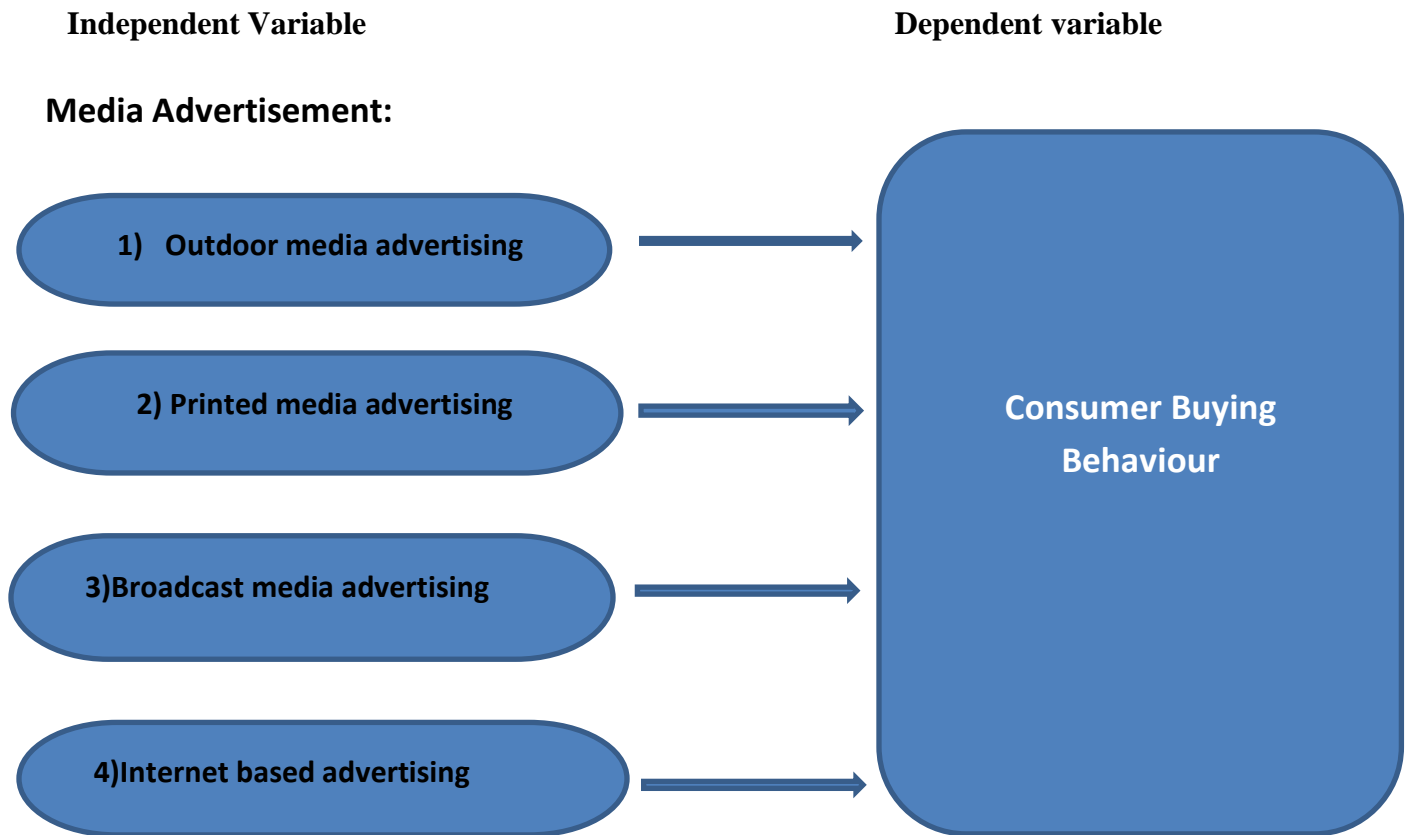 Independent Variable
Dependent variable
Media Advertisement:
1) Outdoor media advertising
2) Printed media advertising
3)Broadcast media advertising
4)Internet based advertising
Consumer Buying
Behaviour